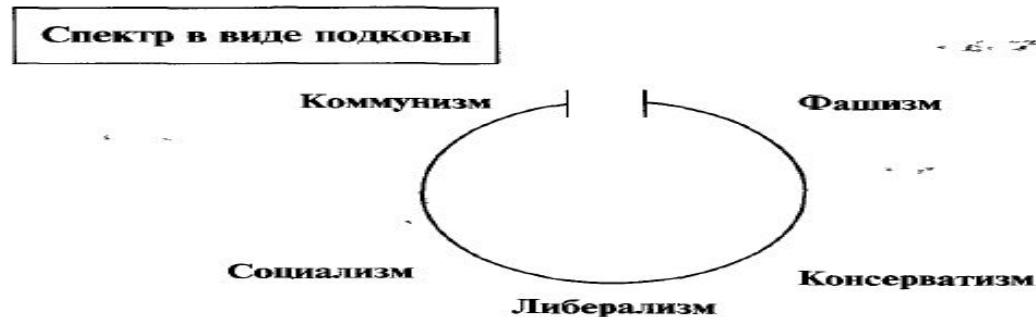 Спектр в виде подковы
Коммунизм
Фашизм
Социализм
Консерватизм
Либерализм